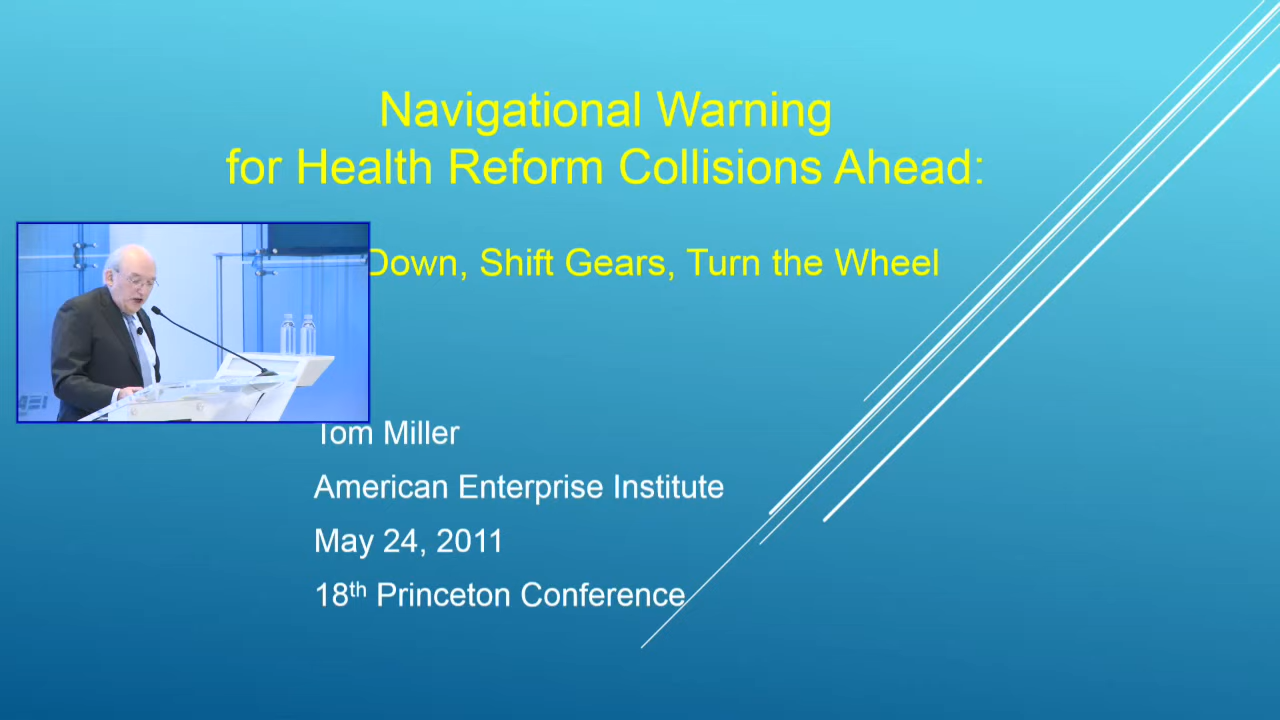 Navigational Warning
for Health Reform Collisions Ahead:
Down, Shift Gears, Turn the Wheel
Tom Miller
American Enterprise Institute
May 24, 2011
18th Princeton Conference